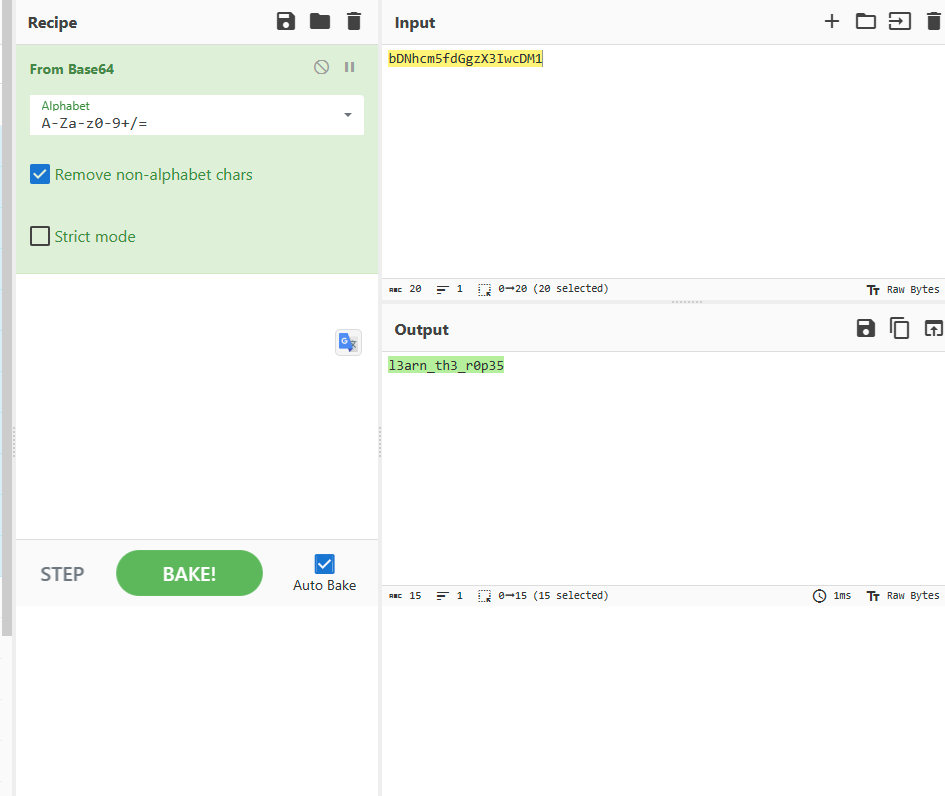 Recipe
From Base64
Alphabet
A-Za-z0-9+/=
Remove non-alphabet chars
Strict mode
STEP
BAKE!
Auto Bake
Input
bDNhcm5fdGgzX3IwcDM1
ABC 20 1 0→20 (20 selected) Tт Raw Bytes
Output
l3arn_th3_r0p35
ABC 15 1 0→15 (15 selected) 1ms Tт Raw Bytes